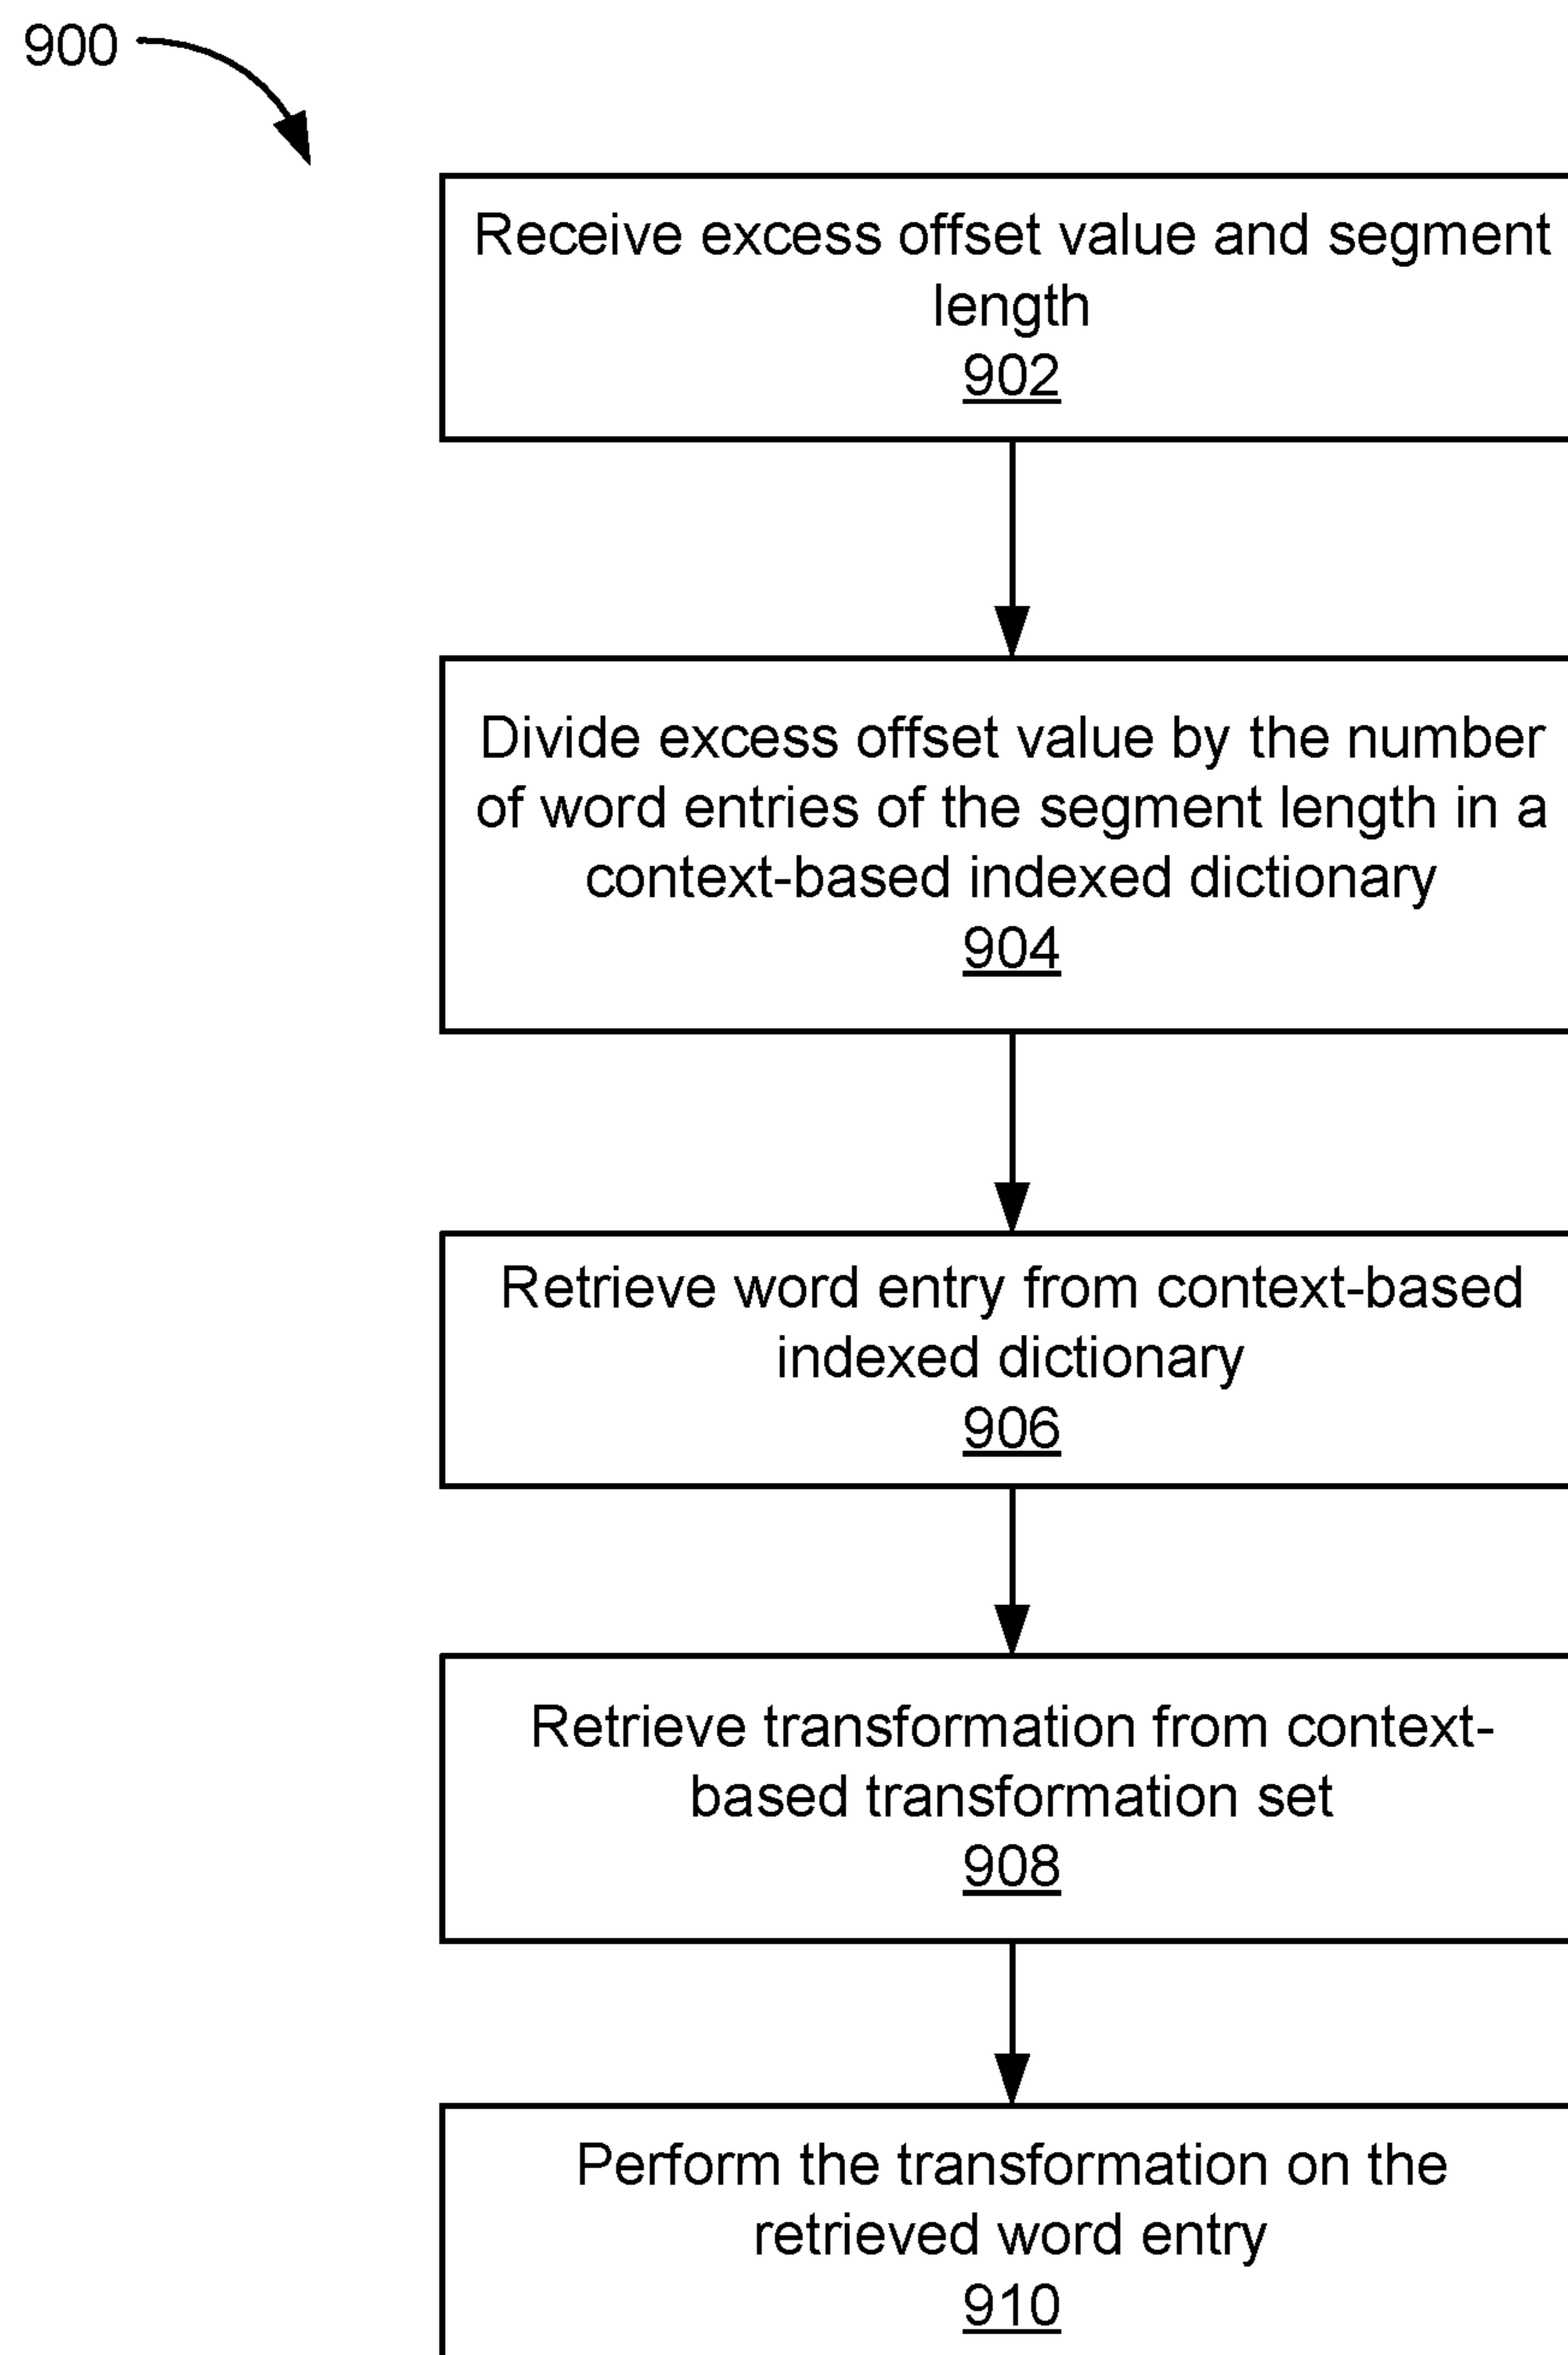 900
Receive excess offset value and segment
length
902
Divide excess offset value by the number
of word entries of the segment length in a
context-based indexed dictionary
904
Retrieve word entry from context-based
indexed dictionary
906
Retrieve transformation from context-
based transformation set
908
Perform the transformation on the
retrieved word entry
910